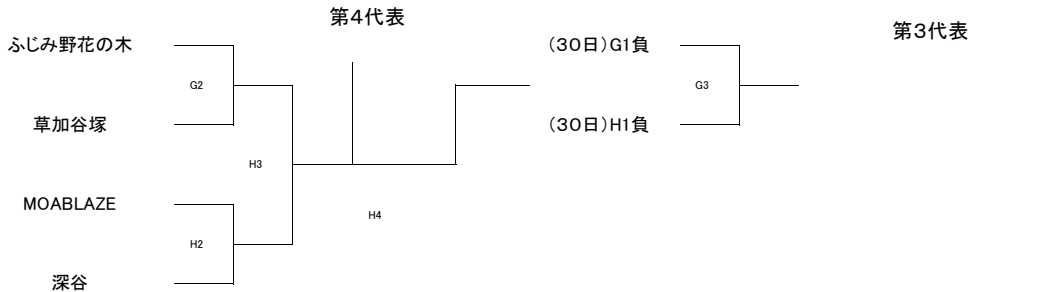 第4代表
第3代表
ふじみ野花の木
(30日)G1負
G2
G3
草加谷塚
(30日)H1負
H3
MOABLAZE
H4
H2
深谷